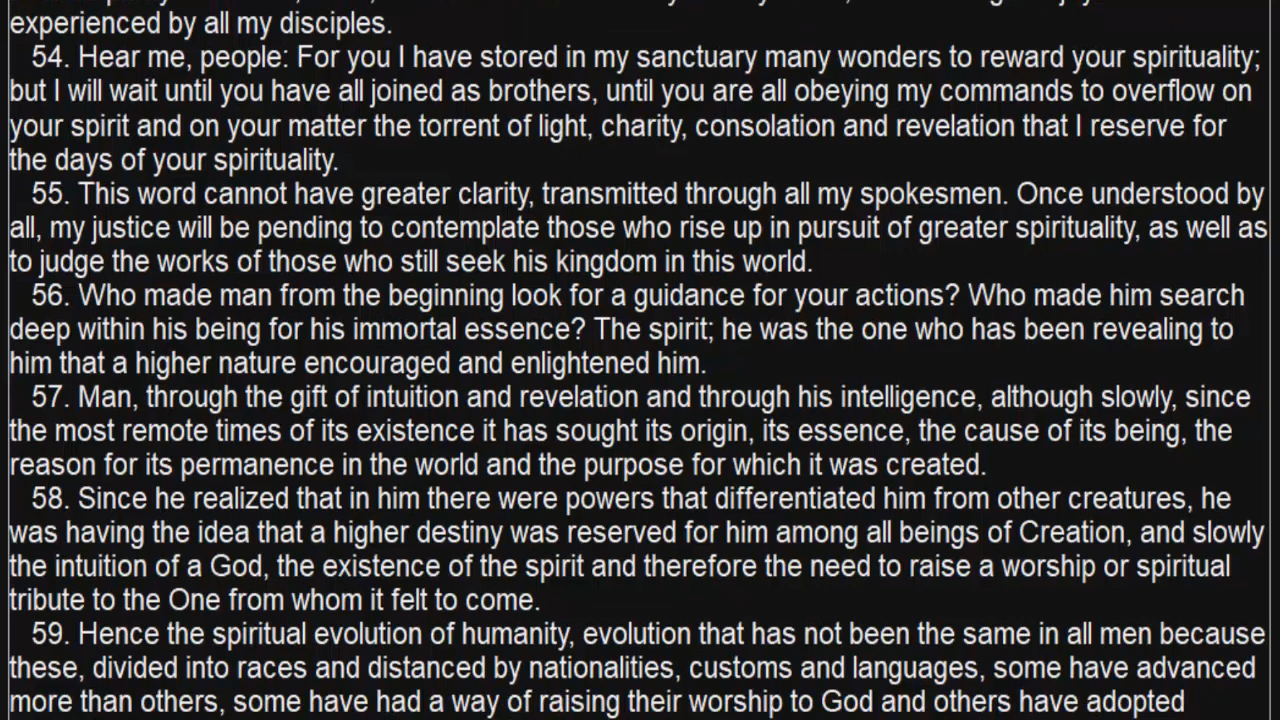 experienced by all my disciples.
54. Hear me, people: For you I have stored in my sanctuary many wonders to reward your spirituality;
but I will wait until you have all joined as brothers, until you are all obeying my commands to overflow on
your spirit and on your matter the torrent of light, charity, consolation and revelation that I reserve for
the days of your spirituality.
55. This word cannot have greater clarity, transmitted through all my spokesmen. Once understood by
all, my justice will be pending to contemplate those who rise up in pursuit of greater spirituality, as well as
to judge the works of those who still seek his kingdom in this world.
56. Who made man from the beginning look for a guidance for your actions? Who made him search
deep within his being for his immortal essence? The spirit; he was the one who has been revealing to
him that a higher nature encouraged and enlightened him.
57. Man, through the gift of intuition and revelation and through his intelligence, although slowly, since
the most remote times of its existence it has sought its origin, its essence, the cause of its being, the
reason for its permanence in the world and the purpose for which it was created.
58. Since he realized that in him there were powers that differentiated him from other creatures, he
was having the idea that a higher destiny was reserved for him among all beings of Creation, and slowly
the intuition of a God, the existence of the spirit and therefore the need to raise a worship or spiritual
tribute to the One from whom it felt to come.
59. Hence the spiritual evolution of humanity, evolution that has not been the same in all men because
these, divided into races and distanced by nationalities, customs and languages, some have advanced
more than others, some have had a way of raising their worship to God and others have adopted